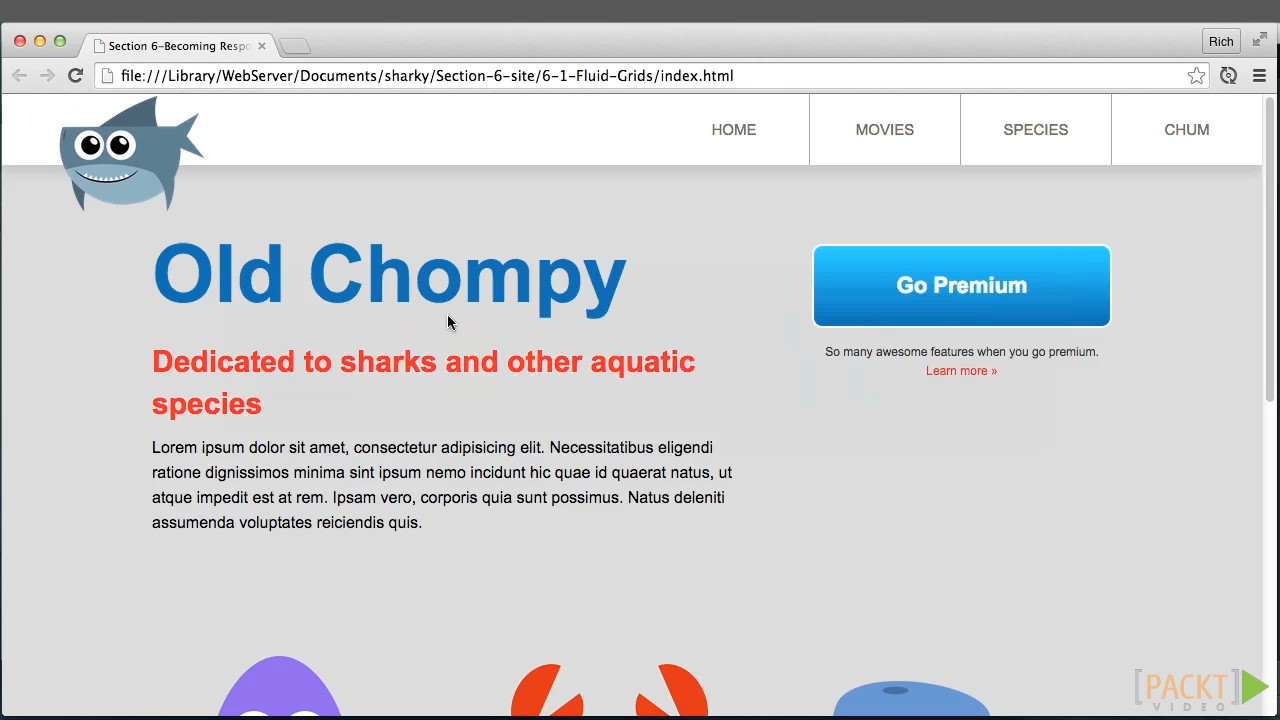 Section 6-Becoming Respo
Rich
file:///Library/WebServer/Documents/sharky/Section-6-site/6-1-Fluid-Grids/index.html
HOME
MOVIES
SPECIES
CHUM
Old Chompy
Go Premium
So many awesome features when you go premium.
Learn more »
Dedicated to sharks and other aquatic
species
Lorem ipsum dolor sit amet, consectetur adipisicing elit. Necessitatibus eligendi
ratione dignissimos minima sint ipsum nemo incidunt hic quae id quaerat natus, ut
atque impedit est at rem. Ipsam vero, corporis quia sunt possimus. Natus deleniti
assumenda voluptates reiciendis quis.
[PACKT]
VIDEO